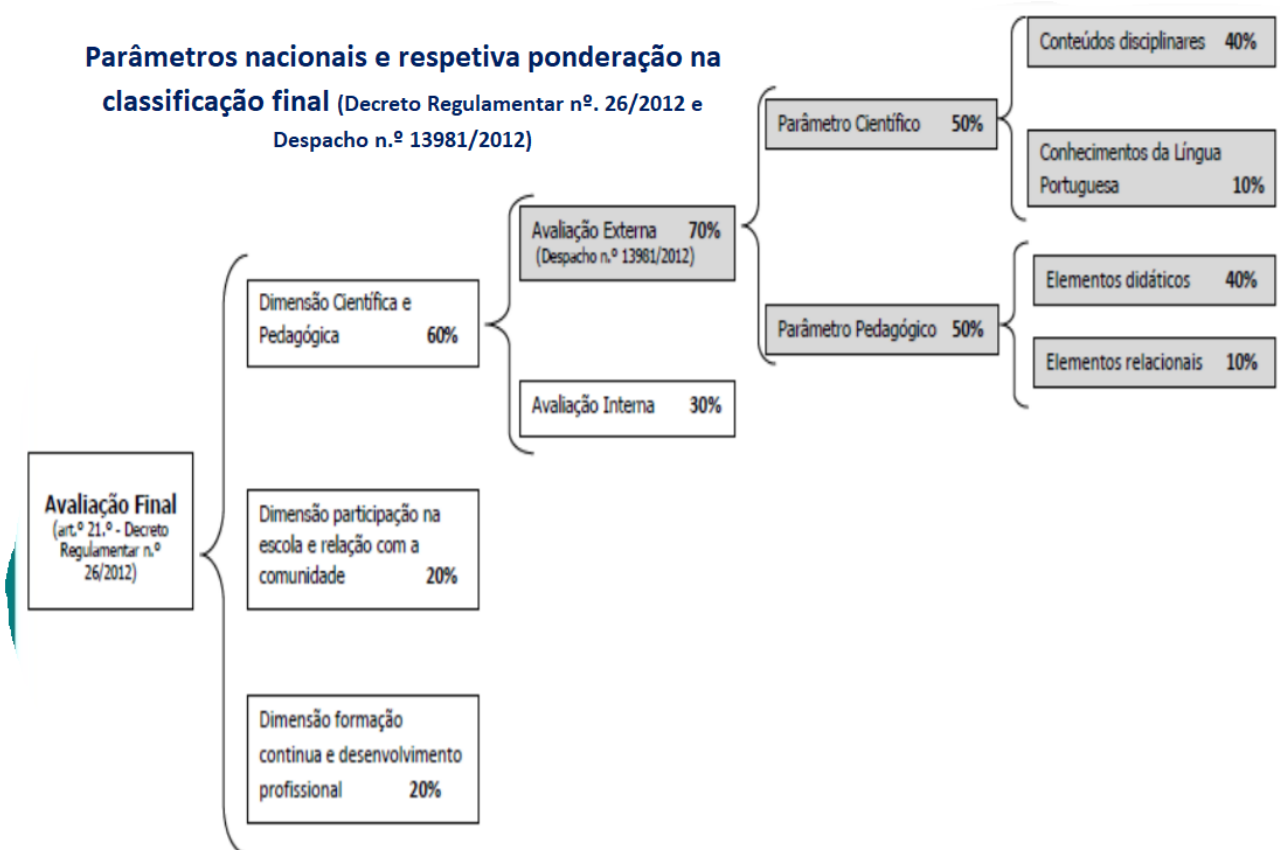 Parâmetros nacionais e respetiva ponderação na
classificação final (Decreto Regulamentar nº. 26/2012 e
Despacho n.º 13981/2012)
Avaliação Final
(art.º 21.º - Decreto
Regulamentar n.º
26/2012)
Dimensão Científica e
Pedagógica 60%
Dimensão participação na
escola e relação com a
comunidade 20%
Dimensão formação
continua e desenvolvimento
profissional 20%
Avaliação Externa 70%
(Despacho n.º 13981/2012)
Avaliação Interna 30%
Parâmetro Científico 50%
Parâmetro Pedagógico 50%
Conteúdos disciplinares 40%
Conhecimentos da Língua
Portuguesa 10%
Elementos didáticos 40%
Elementos relacionais 10%